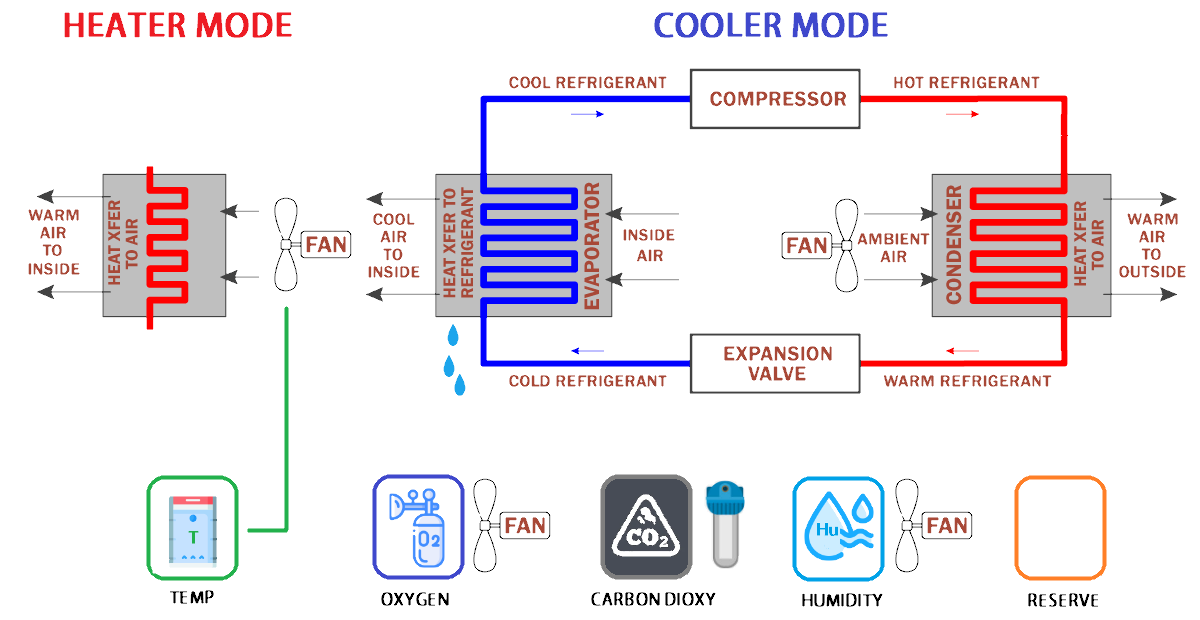 HEATER MODE
COOLER MODE
COOL REFRIGERANT
COMPRESSOR
HOT REFRIGERANT
WARM
AIR
TO
INSIDE
HEAT XFER
TO AIR
FAN
COOL
AIR
TO
INSIDE
HEAT XFER TO
REFRIGERANT
EVAPORATOR
INSIDE
AIR
FAN
AMBIENT
AIR
CONDENSER
HEAT XFER
TO AIR
WARM
AIR
TO
OUTSIDE
COLD REFRIGERANT
EXPANSION
VALVE
WARM REFRIGERANT
T
TEMP
O2
FAN
OXYGEN
CO2
CARBON DIOXY
Hu
FAN
HUMIDITY
RESERVE